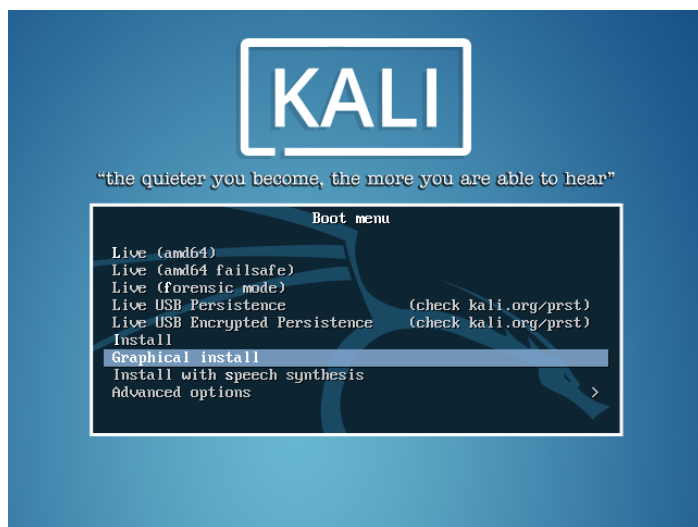 KALI
“the quieter you become, the more you are able to hear”
Boot menu
Live (amd64)
Live (amd64 failsafe)
Live (forensic mode)
Live USB Persistence (check kali.org/prst)
Live USB Encrypted Persistence (check kali.org/prst)
Install
Graphical install
Install with speech synthesis
Advanced options >